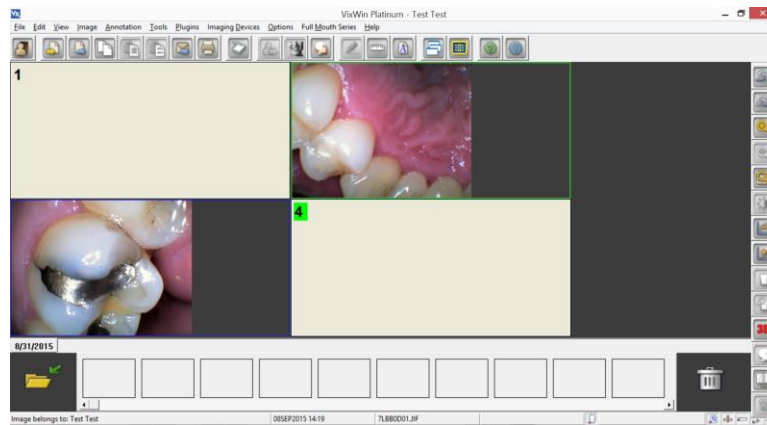 VixWin Platinum - Test Test
File Edit View Image Annotation Tools Plugins Imaging Devices Options Full Mouth Series Help
1
4
8/31/2015
Image belongs to: Test Test 08SEP2015 14:19 7LBB0D01.JIF